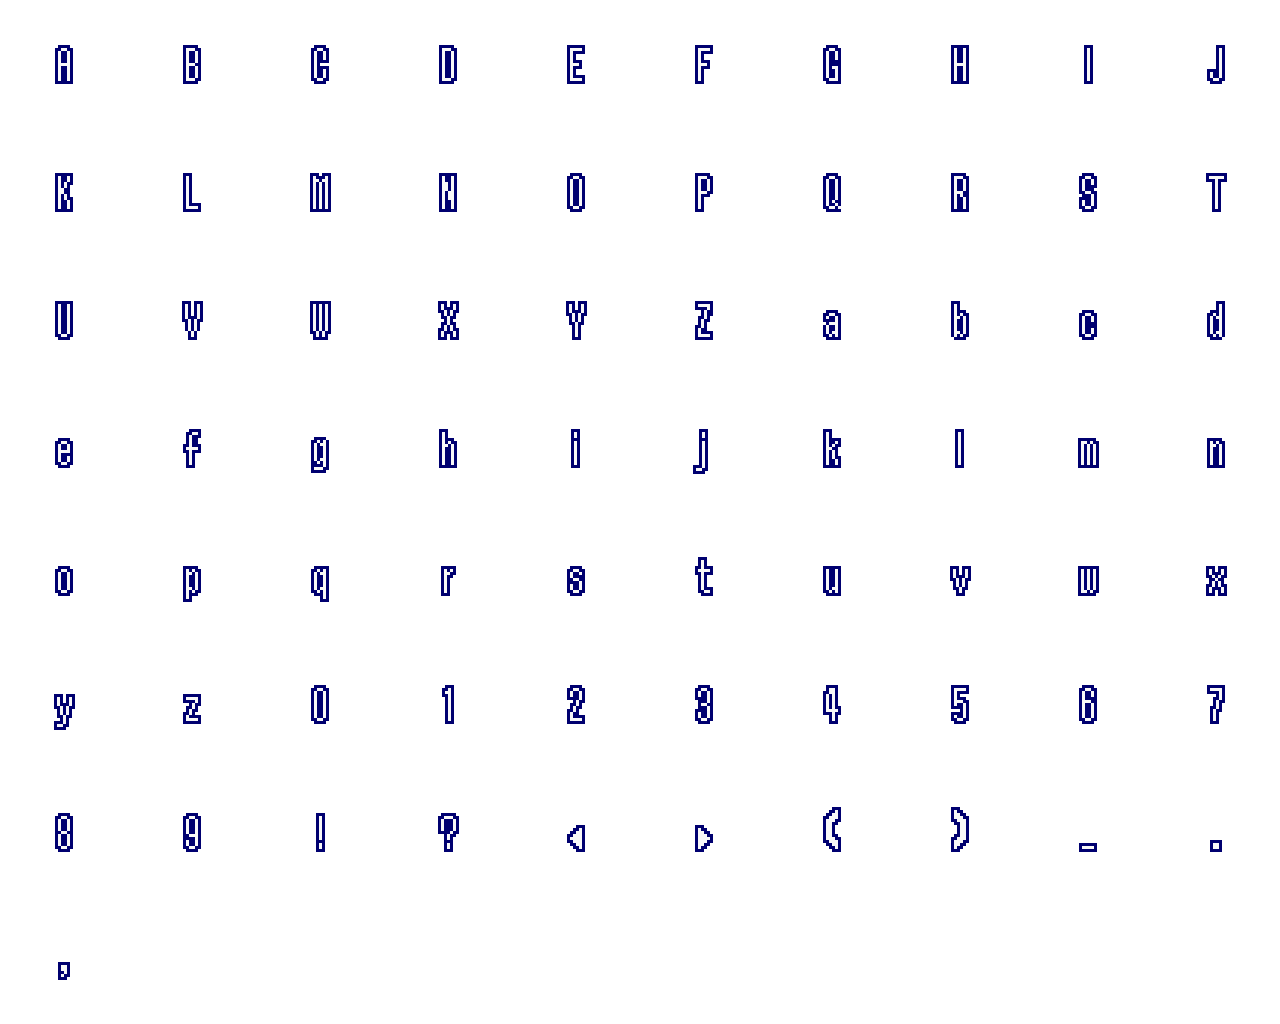 A B C D E F G H I J
K L M N O P Q R S T
U V W X Y Z a b c d
e f g h i j k l m n
o p q r s t u v w x
y z 0 1 2 3 4 5 6 7
8 9 ! ? < > ( ) _ .
,